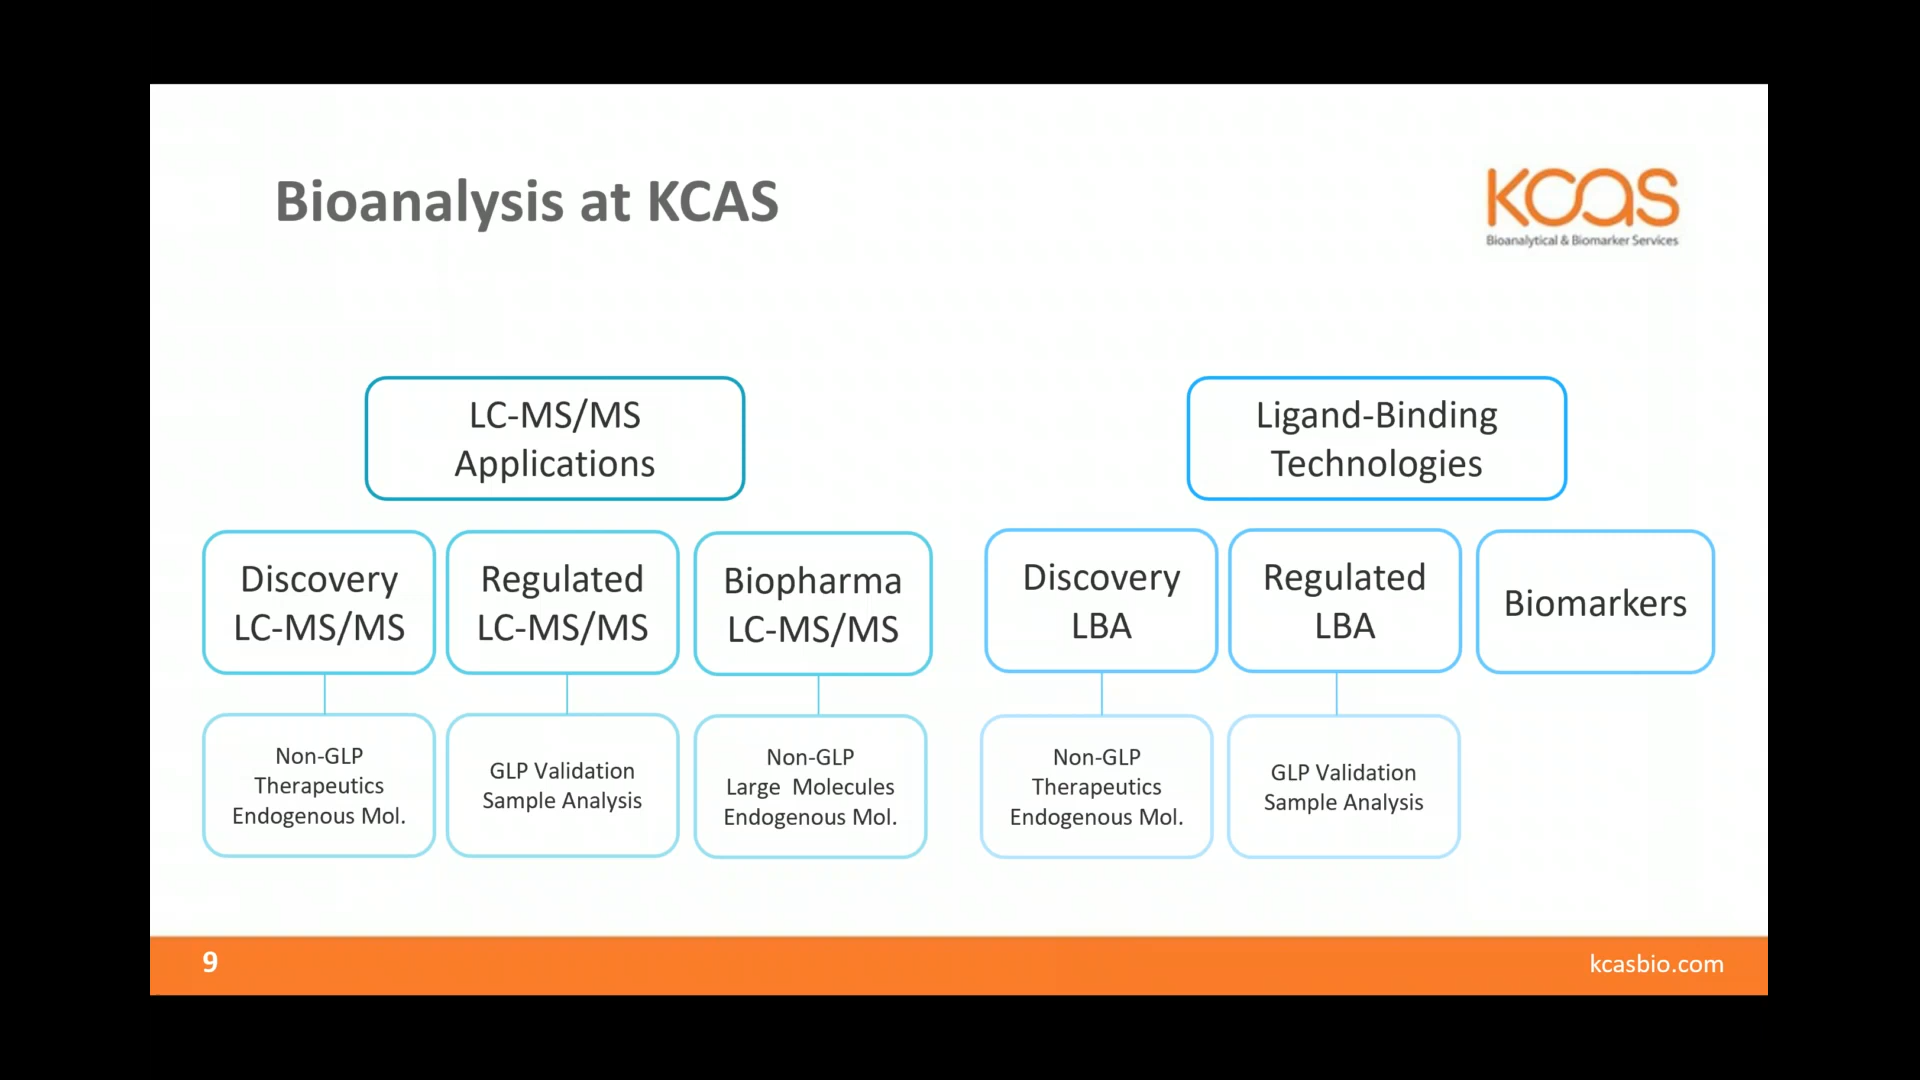 Bioanalysis at KCAS
KCAS
Bioanalytical & Biomarker Services
LC-MS/MS
Applications
Discovery
LC-MS/MS
Regulated
LC-MS/MS
Biopharma
LC-MS/MS
Non-GLP
Therapeutics
Endogenous Mol.
GLP Validation
Sample Analysis
Non-GLP
Large  Molecules
Endogenous Mol.
Ligand-Binding
Technologies
Discovery
LBA
Regulated
LBA
Biomarkers
Non-GLP
Therapeutics
Endogenous Mol.
GLP Validation
Sample Analysis
9
kcasbio.com